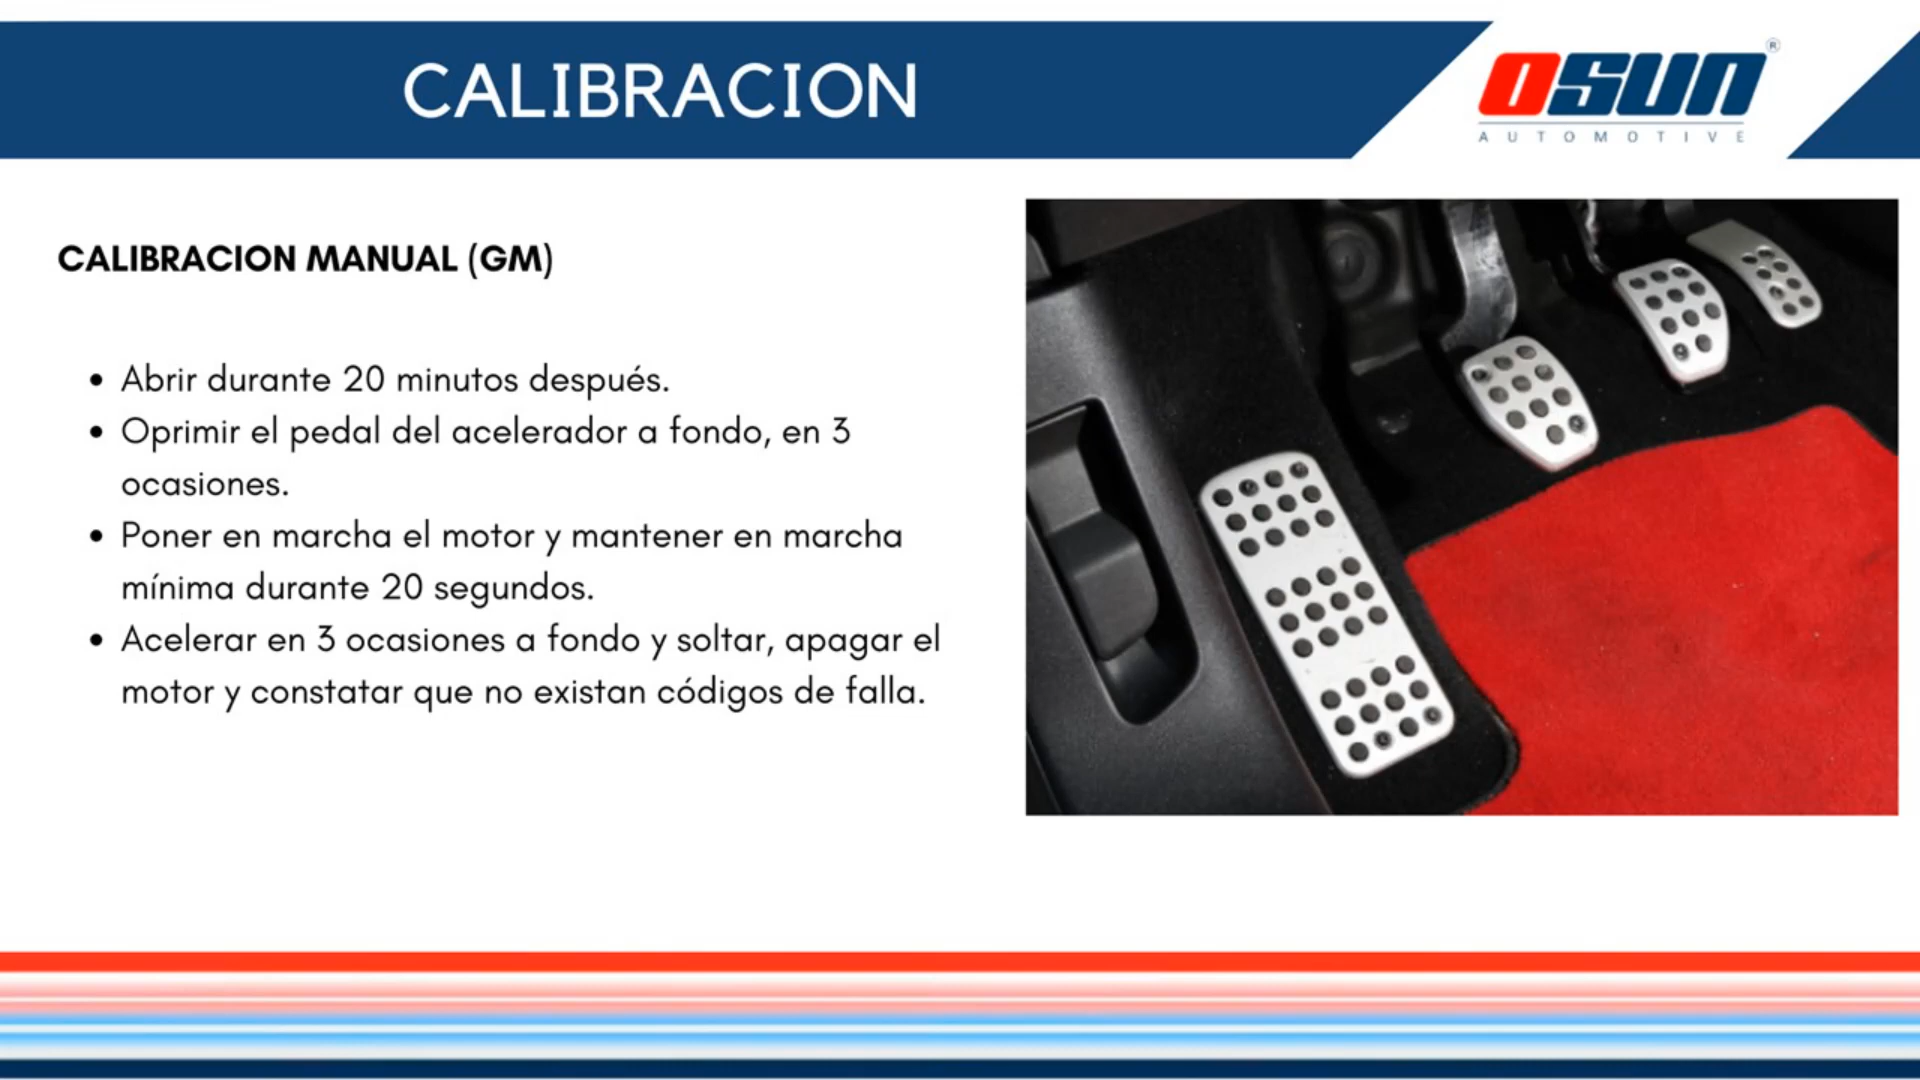 CALIBRACION
OSUN®
AUTOMOTIVE
CALIBRACION MANUAL (GM)
• Abrir durante 20 minutos después.
• Oprimir el pedal del acelerador a fondo, en 3
ocasiones.
• Poner en marcha el motor y mantener en marcha
mínima durante 20 segundos.
• Acelerar en 3 ocasiones a fondo y soltar, apagar el
motor y constatar que no existan códigos de falla.